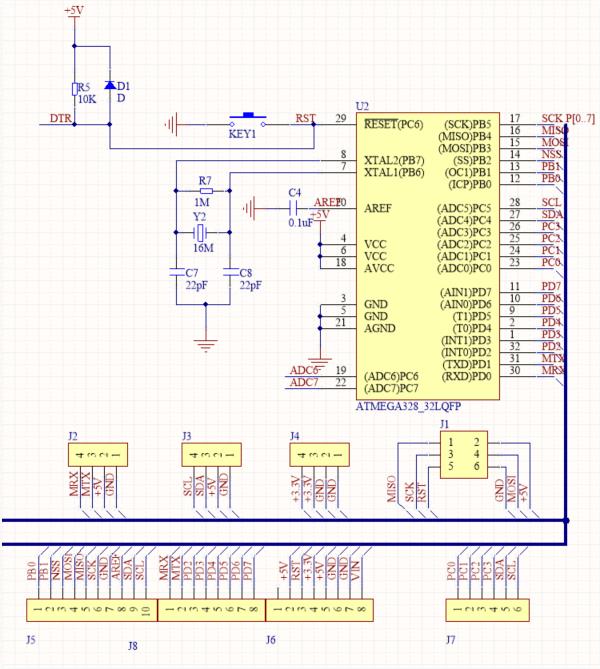 +5V
R5
10K
D1
D
DTR
KEY1
RST
U2
29
RESET(PC6)
8
XTAL2(PB7)
7
XTAL1(PB6)
AREF
20
AREF
+5V
4
VCC
6
VCC
18
AVCC
3
GND
5
GND
21
AGND
ADC6
19
(ADC6)PC6
ADC7
22
(ADC7)PC7
ATMEGA328_32LQFP
(SCK)PB5
17
SCK
P[0..7]
(MISO)PB4
16
MISO
(MOSI)PB3
15
MOSI
(SS)PB2
14
NSS
(OC1)PB1
13
PB1
(ICP)PB0
12
PB0
(ADC5)PC5
28
SCL
(ADC4)PC4
27
SDA
(ADC3)PC3
26
PC3
(ADC2)PC2
25
PC2
(ADC1)PC1
24
PC1
(ADC0)PC0
23
PC0
(AIN1)PD7
11
PD7
(AIN0)PD6
10
PD6
(T1)PD5
9
PD5
(T0)PD4
2
PD4
(INT1)PD3
1
PD3
(INT0)PD2
32
PD2
(TXD)PD1
31
MTX
(RXD)PD0
30
MRX
R7
1M
Y2
16M
C7
22pF
C8
22pF
C4
0.1uF
J2
4 3 2 1
MRX
MTX
+5V
GND
J3
4 3 2 1
SCL
SDA
+5V
GND
J4
4 3 2 1
+3.3V
+3.3V
GND
GND
J1
1 2
3 4
5 6
MISO
SCK
RST
GND
MOSI
+5V
PB0
PB1
NSS
MOSI
MISO
SCK
GND
AREF
SDA
SCL
1 2 3 4 5 6 7 8 9 10
J5
MRX
MTX
PD2
PD3
PD4
PD5
PD6
PD7
1 2 3 4 5 6 7 8
J8
+5V
RST
+3.3V
+5V
GND
GND
VIN
1 2 3 4 5 6 7 8
J6
PC0
PC1
PC2
PC3
SDA
SCL
1 2 3 4 5 6
J7